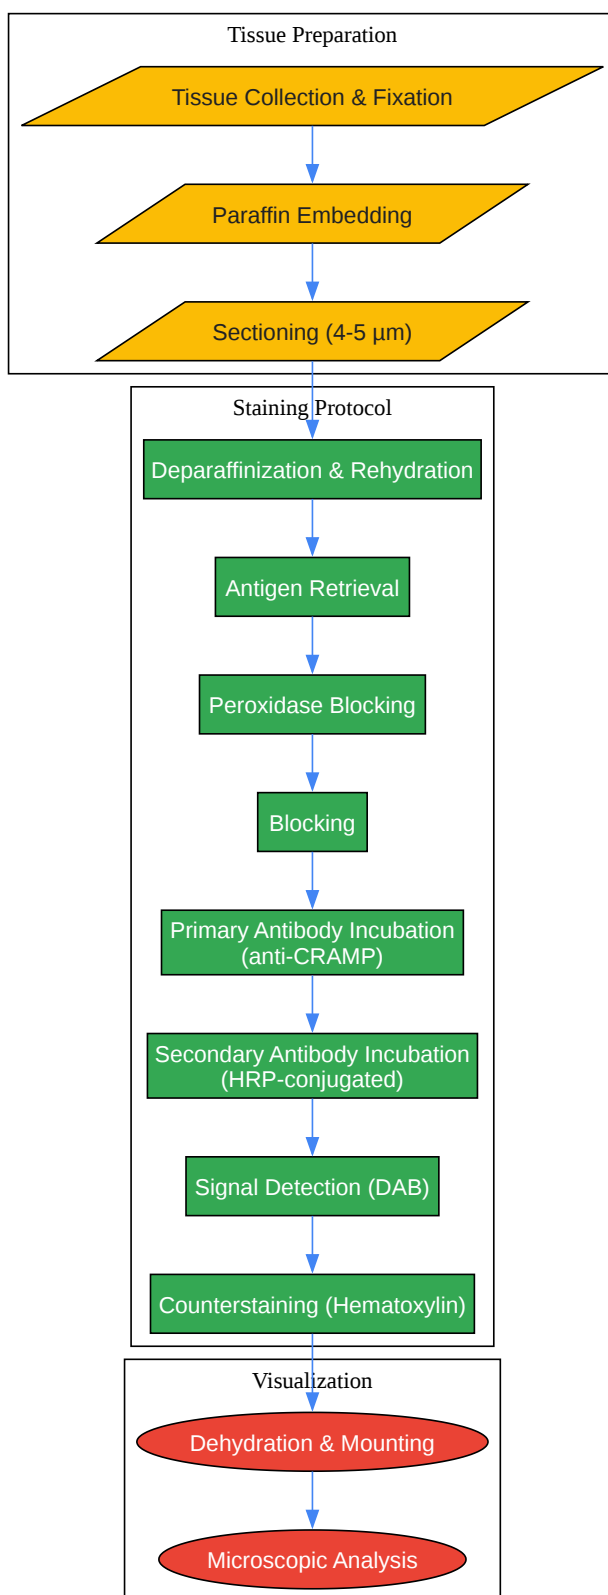 Tissue Preparation
Tissue Collection & Fixation
Paraffin Embedding
Sectioning (4-5 µm)
Staining Protocol
Deparaffinization & Rehydration
Antigen Retrieval
Peroxidase Blocking
Blocking
Primary Antibody Incubation
(anti-CRAMP)
Secondary Antibody Incubation
(HRP-conjugated)
Signal Detection (DAB)
Counterstaining (Hematoxylin)
Visualization
Dehydration & Mounting
Microscopic Analysis